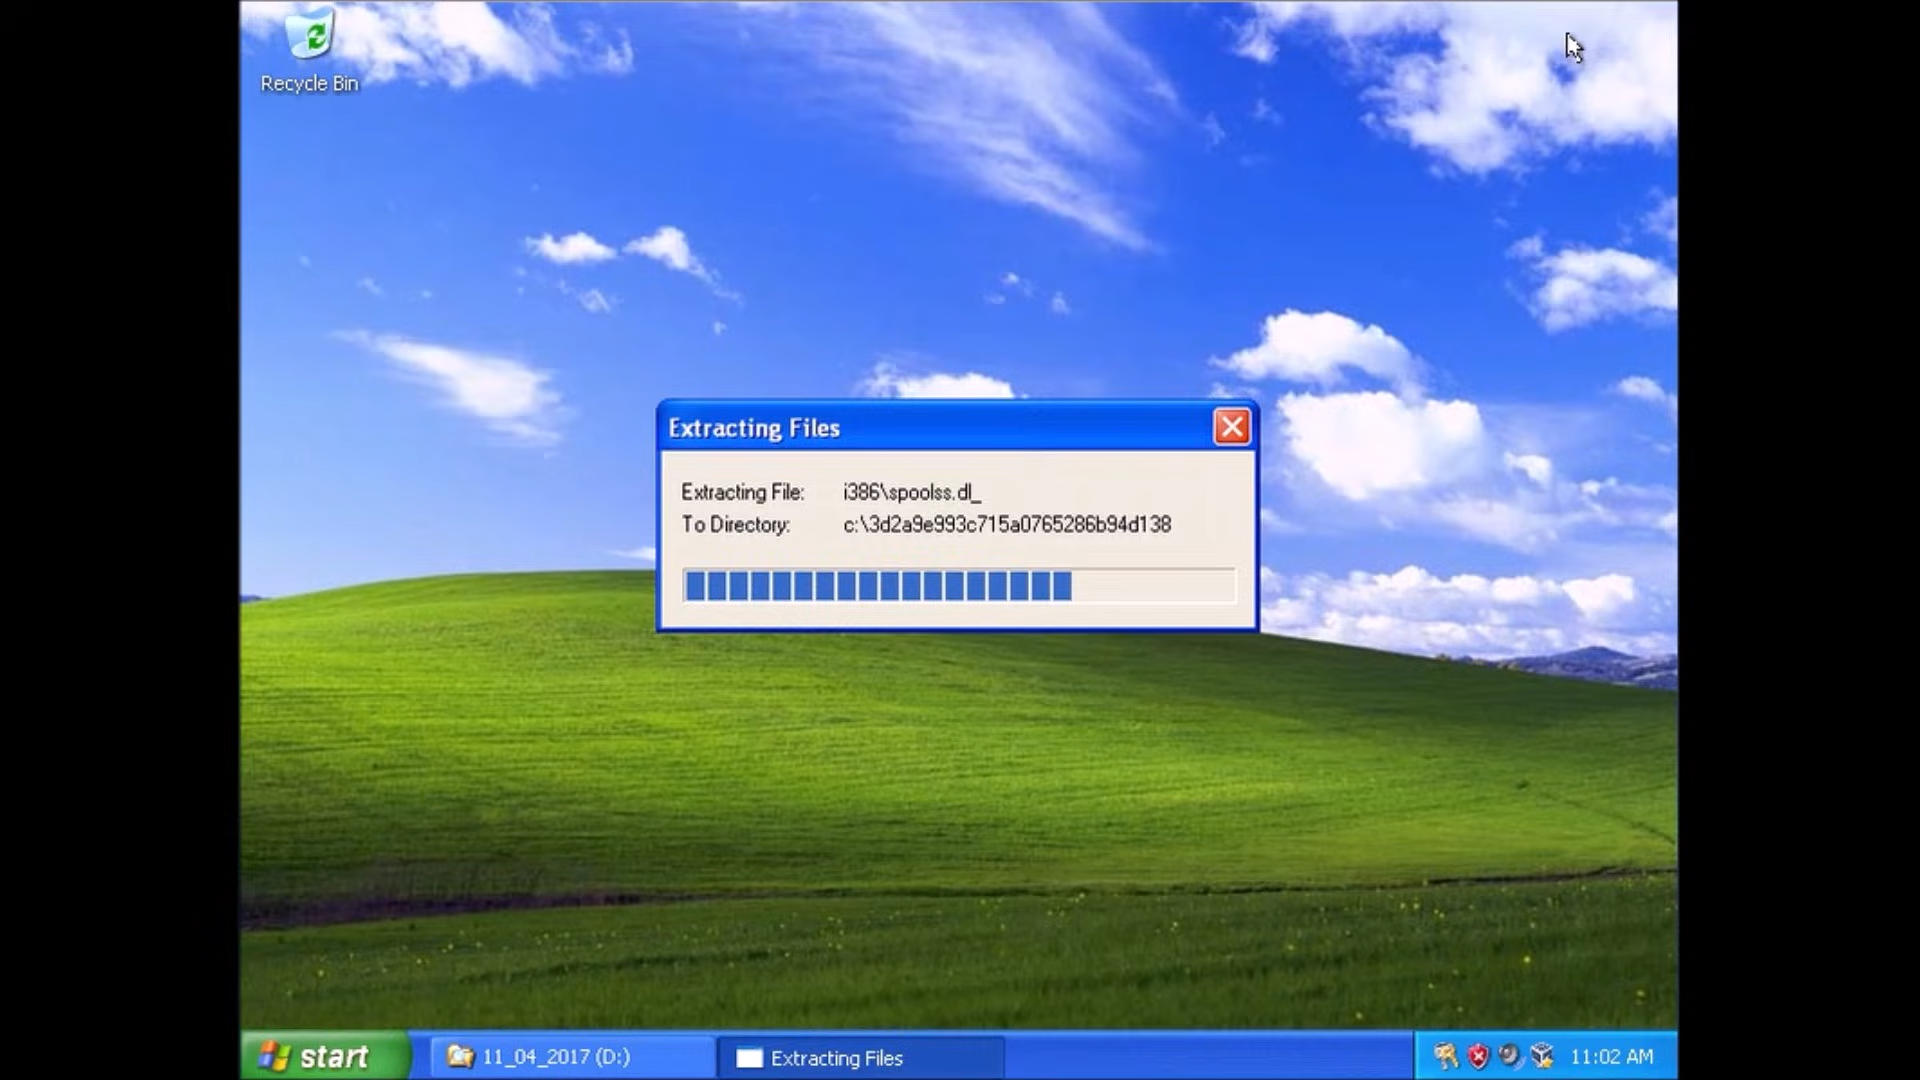 Recycle Bin
Extracting Files
Extracting File: i386\spoolss.dl_
To Directory: c:\3d2a9e993c715a0765286b94d138
start
11_04_2017 (D:)
Extracting Files
11:02 AM